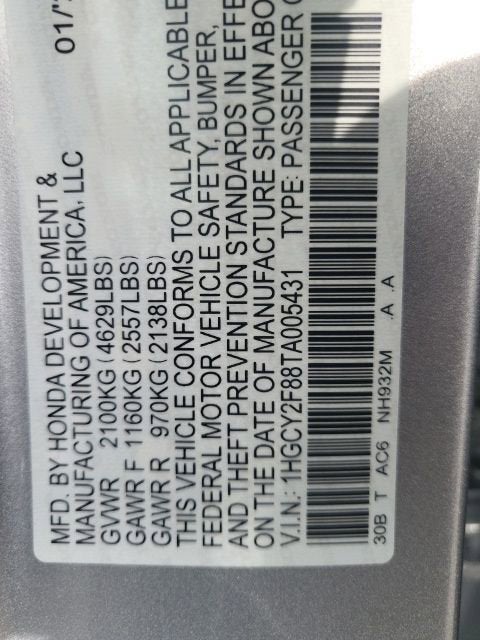 MFD. BY HONDA DEVELOPMENT & 01/
MANUFACTURING OF AMERICA, LLC
GVWR 2100KG (4629LBS)
GAWR F 1160KG (2557LBS)
GAWR R 970KG (2138LBS)
THIS VEHICLE CONFORMS TO ALL APPLICABLE
FEDERAL MOTOR VEHICLE SAFETY, BUMPER,
AND THEFT PREVENTION STANDARDS IN EFFE
ON THE DATE OF MANUFACTURE SHOWN ABO
V.I.N.: 1HGCY2F88TA005431 TYPE: PASSENGER
30B T AC6 NH932M .A .A